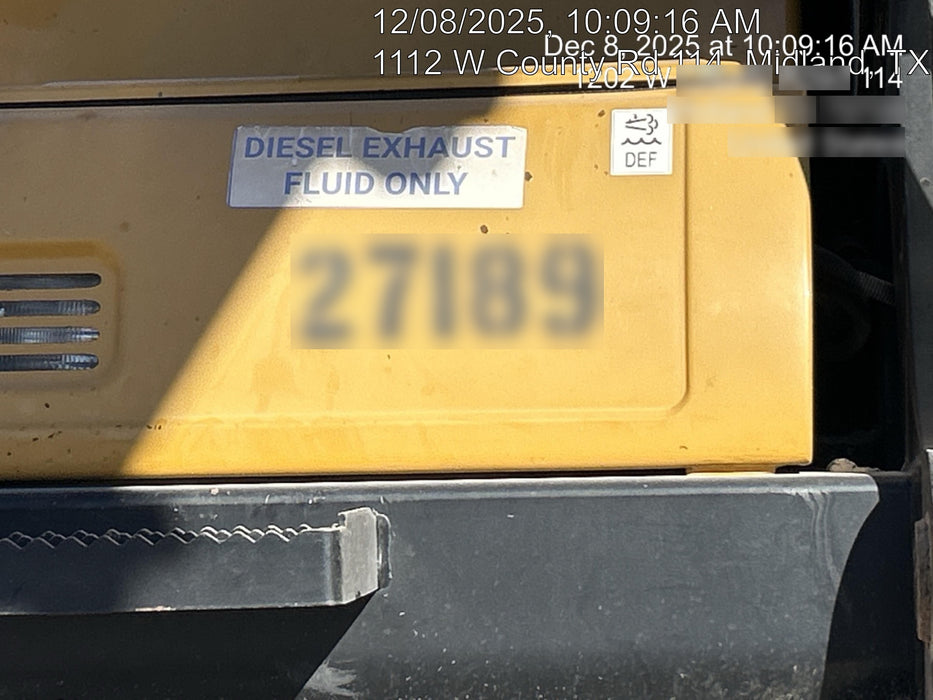 12/08/2025, 10:09:16 AM
Dec 8, 2025 at 10:09:16 AM
1112 W County Rd 114, Midland, TX
1202 W 114
DIESEL EXHAUST
FLUID ONLY
DEF
27189